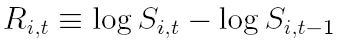 R_{i,t} ≡ log S_{i,t} − log S_{i,t−1}